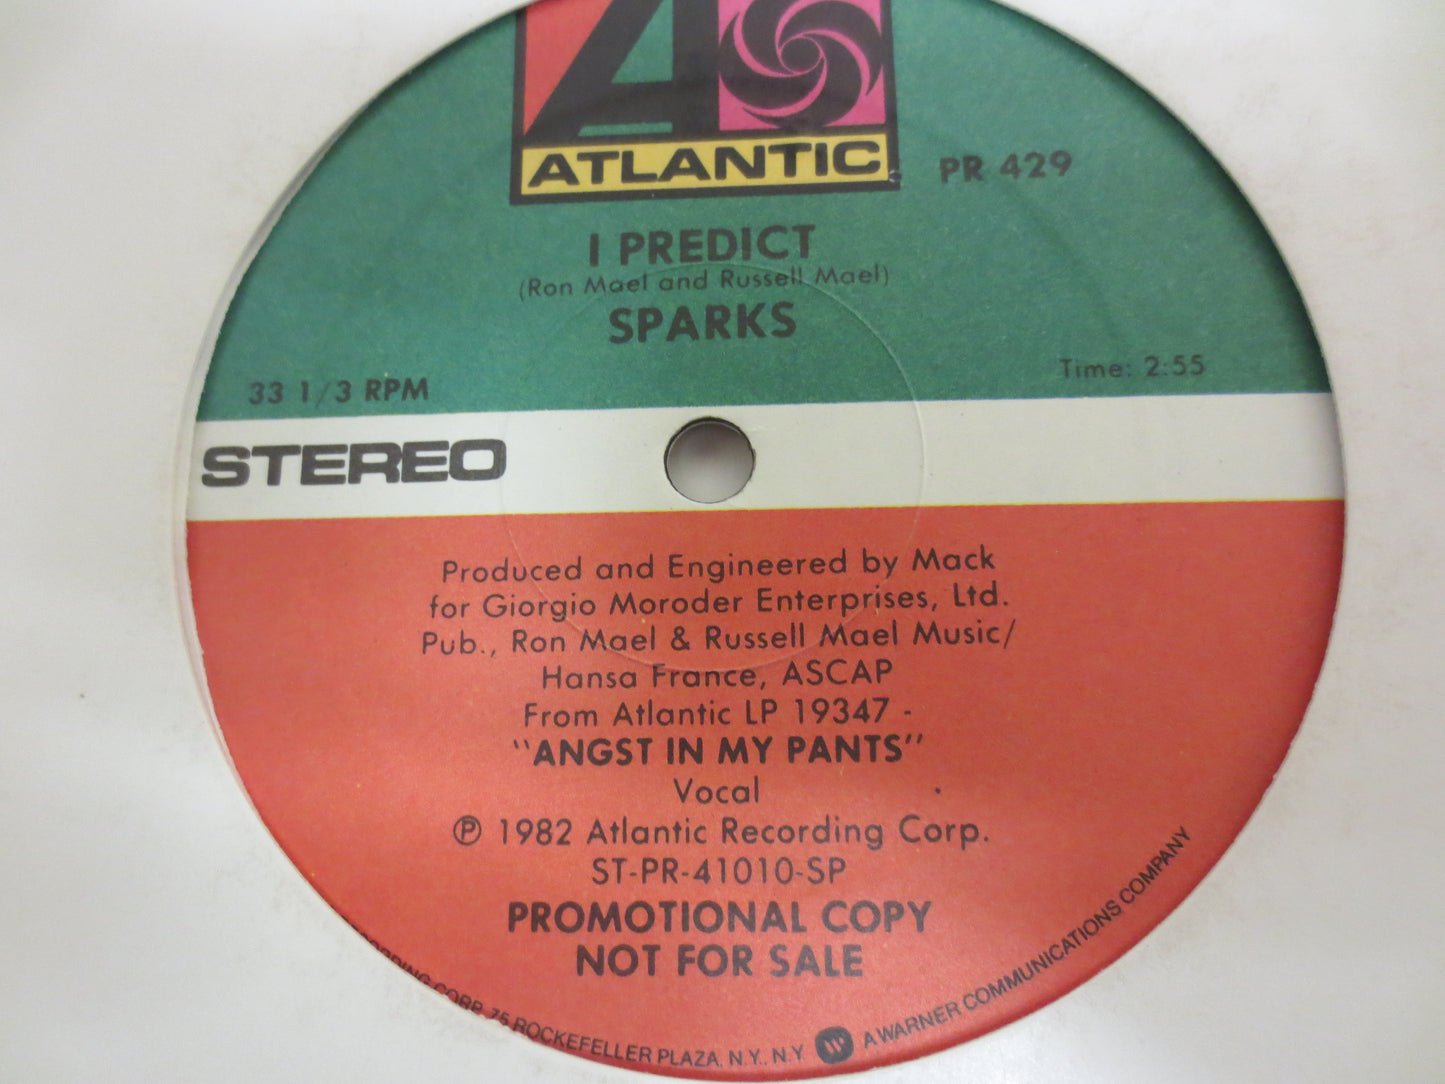 ATLANTIC
PR 429
I PREDICT
(Ron Mael and Russell Mael)
SPARKS
33 1/3 RPM
Time: 2:55
STEREO
Produced and Engineered by Mack
for Giorgio Moroder Enterprises, Ltd.
Pub., Ron Mael & Russell Mael Music/
Hansa France, ASCAP
From Atlantic LP 19347 -
"ANGST IN MY PANTS"
Vocal
℗ 1982 Atlantic Recording Corp.
ST-PR-41010-SP
PROMOTIONAL COPY
NOT FOR SALE
CORP. 75 ROCKEFELLER PLAZA, N.Y., N.Y. A WARNER COMMUNICATIONS COMPANY